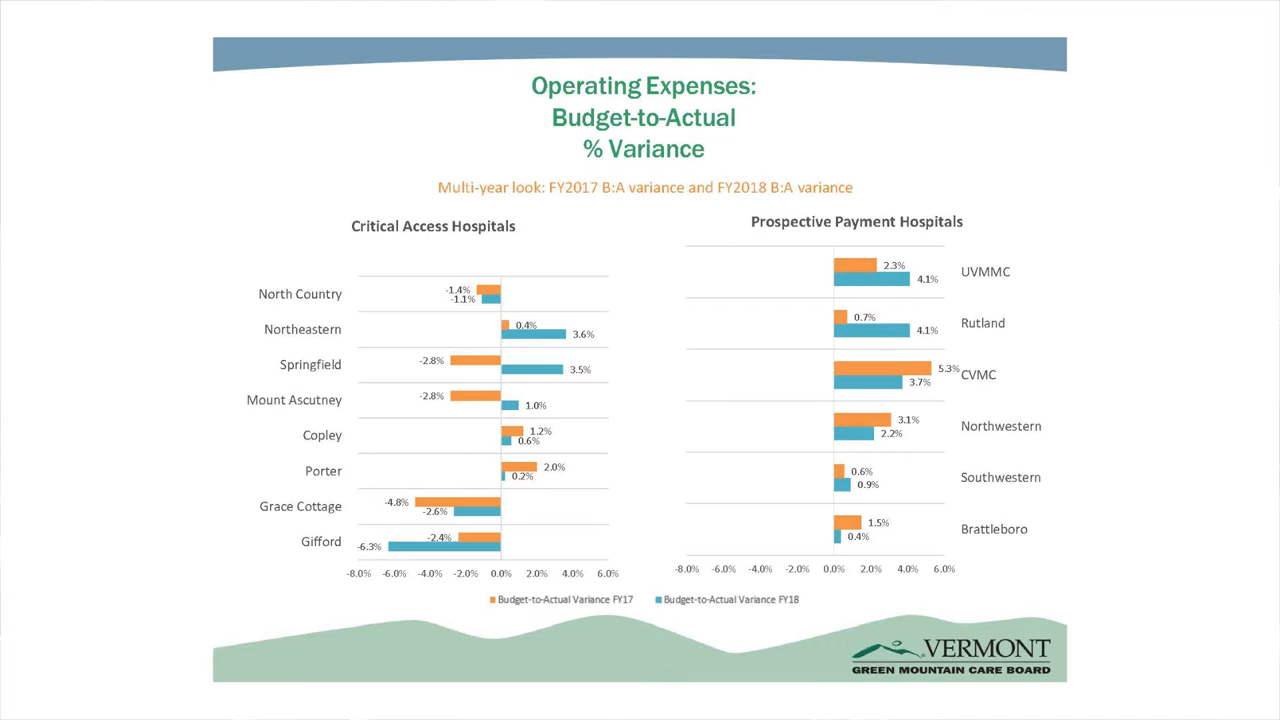 Operating Expenses:
Budget-to-Actual
% Variance
Multi-year look: FY2017 B:A variance and FY2018 B:A variance
Critical Access Hospitals
North Country
-1.4%
-1.1%
Northeastern
0.4%
3.6%
Springfield
-2.8%
3.5%
Mount Ascutney
-2.8%
1.0%
Copley
1.2%
0.6%
Porter
2.0%
0.2%
Grace Cottage
-4.8%
-2.6%
Gifford
-2.4%
-6.3%
-8.0% -6.0% -4.0% -2.0% 0.0% 2.0% 4.0% 6.0%
Prospective Payment Hospitals
2.3%
4.1%
UVMMC
0.7%
4.1%
Rutland
5.3%
3.7%
CVMC
3.1%
2.2%
Northwestern
0.6%
0.9%
Southwestern
1.5%
0.4%
Brattleboro
-8.0% -6.0% -4.0% -2.0% 0.0% 2.0% 4.0% 6.0%
Budget-to-Actual Variance FY17 Budget-to-Actual Variance FY18
VERMONT
GREEN MOUNTAIN CARE BOARD